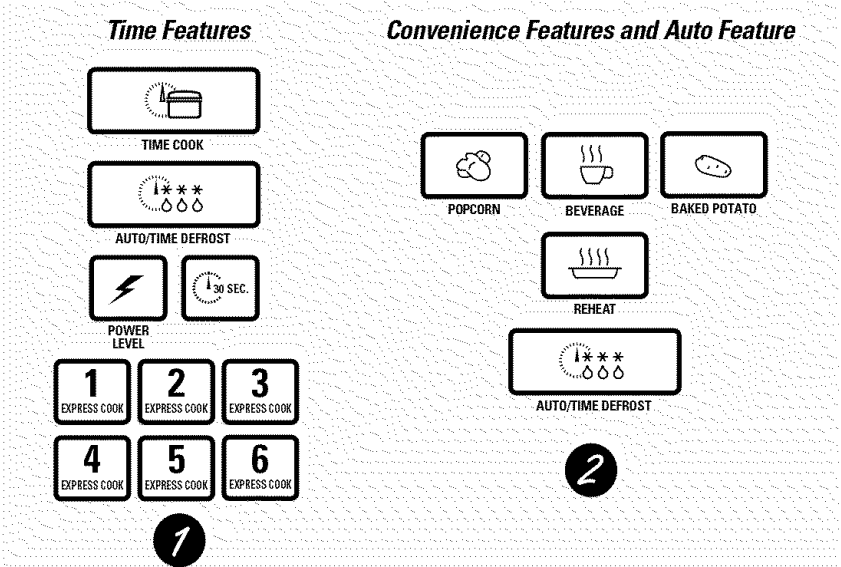 Time Features
TIME COOK
AUTO/TIME DEFROST
30 SEC.
POWER
LEVEL
1 2 3
EXPRESS COOK EXPRESS COOK EXPRESS COOK
4 5 6
EXPRESS COOK EXPRESS COOK EXPRESS COOK
1
Convenience Features and Auto Feature
POPCORN BEVERAGE BAKED POTATO
REHEAT
AUTO/TIME DEFROST
2